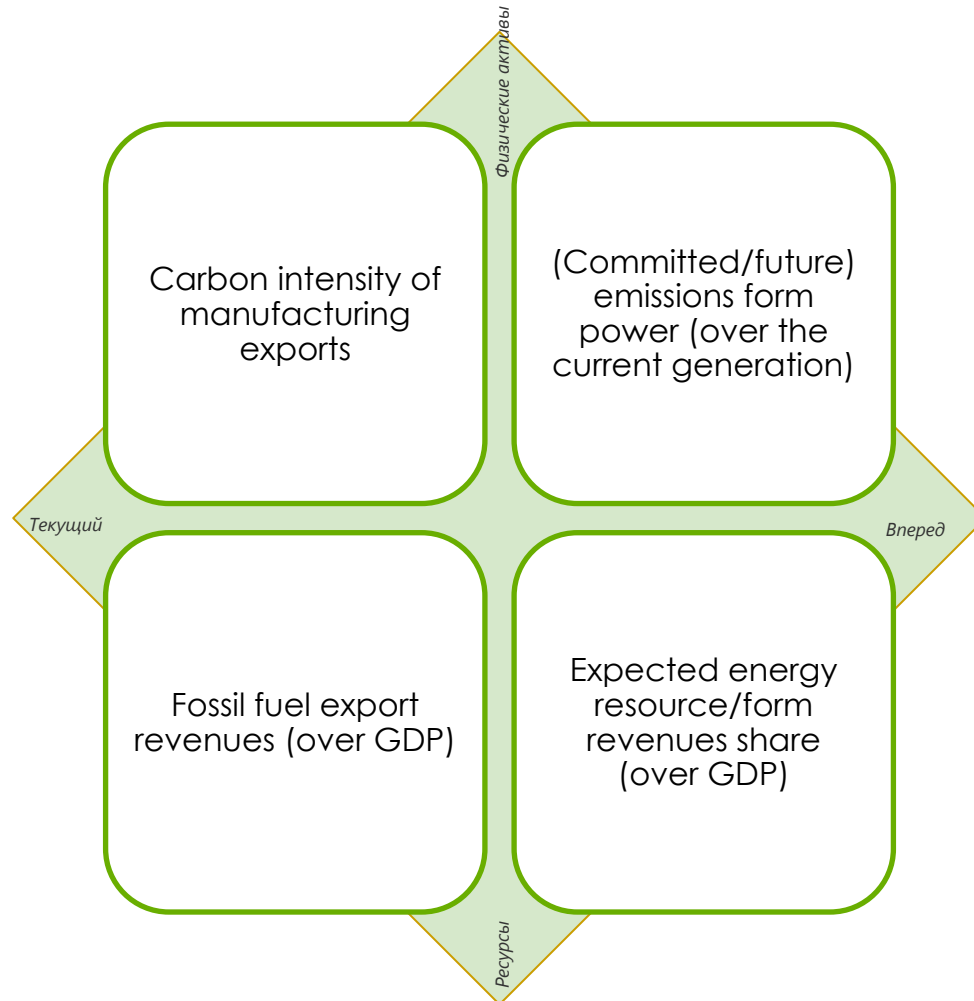 Физические активы
Carbon intensity of
manufacturing
exports
(Committed/future)
emissions form
power (over the
current generation)
Текущий
Вперед
Fossil fuel export
revenues (over GDP)
Expected energy
resource/form
revenues share
(over GDP)
Ресурсы